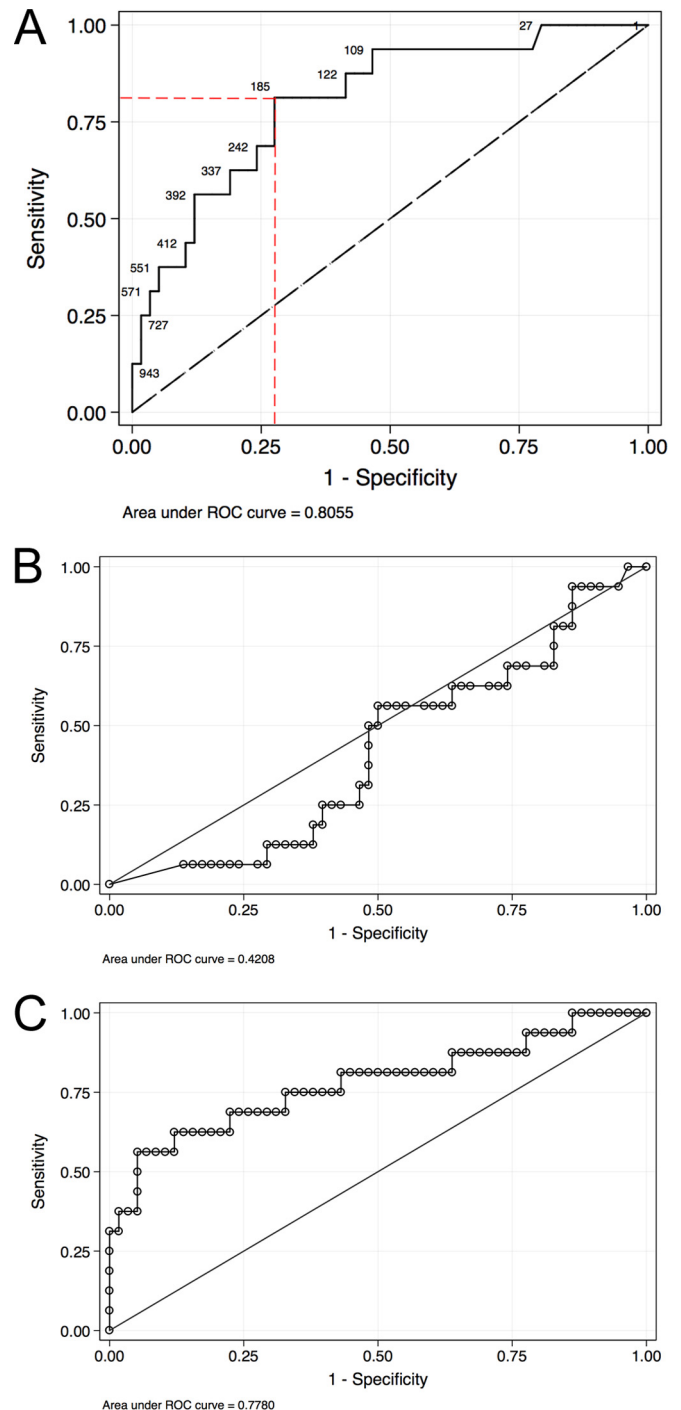 A
1.00
0.75
0.50
0.25
0.00
Sensitivity
27
1
109
122
185
242
337
392
412
551
571
727
943
0.00 0.25 0.50 0.75 1.00
1 - Specificity
Area under ROC curve = 0.8055
B
1.00
0.75
0.50
0.25
0.00
Sensitivity
0.00 0.25 0.50 0.75 1.00
1 - Specificity
Area under ROC curve = 0.4208
C
1.00
0.75
0.50
0.25
0.00
Sensitivity
0.00 0.25 0.50 0.75 1.00
1 - Specificity
Area under ROC curve = 0.7780